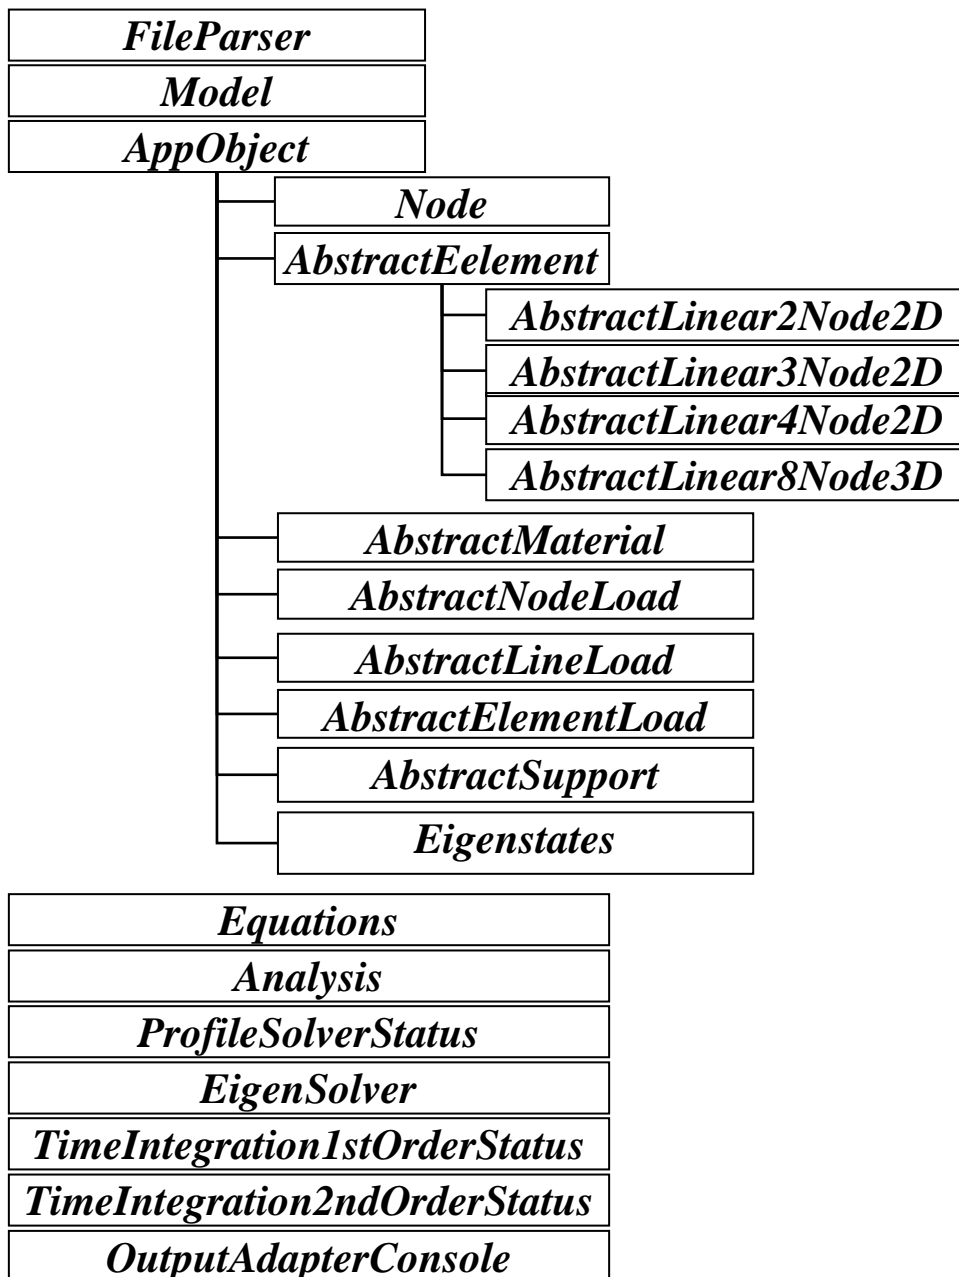 FileParser
Model
AppObject
Node
AbstractEelement
AbstractLinear2Node2D
AbstractLinear3Node2D
AbstractLinear4Node2D
AbstractLinear8Node3D
AbstractMaterial
AbstractNodeLoad
AbstractLineLoad
AbstractElementLoad
AbstractSupport
Eigenstates
Equations
Analysis
ProfileSolverStatus
EigenSolver
TimeIntegration1stOrderStatus
TimeIntegration2ndOrderStatus
OutputAdapterConsole